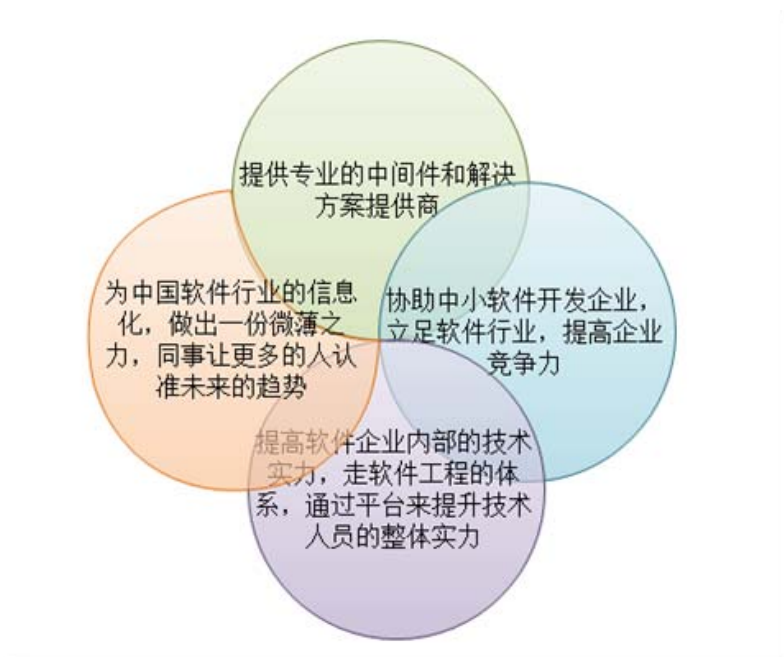 提供专业的中间件和解决
方案提供商
为中国软件行业的信息
化，做出一份微薄之
力，同事让更多的人认
准未来的趋势
协助中小软件开发企业，
立足软件行业，提高企业
竞争力
提高软件企业内部的技术
实力，走软件工程的体
系，通过平台来提升技术
人员的整体实力